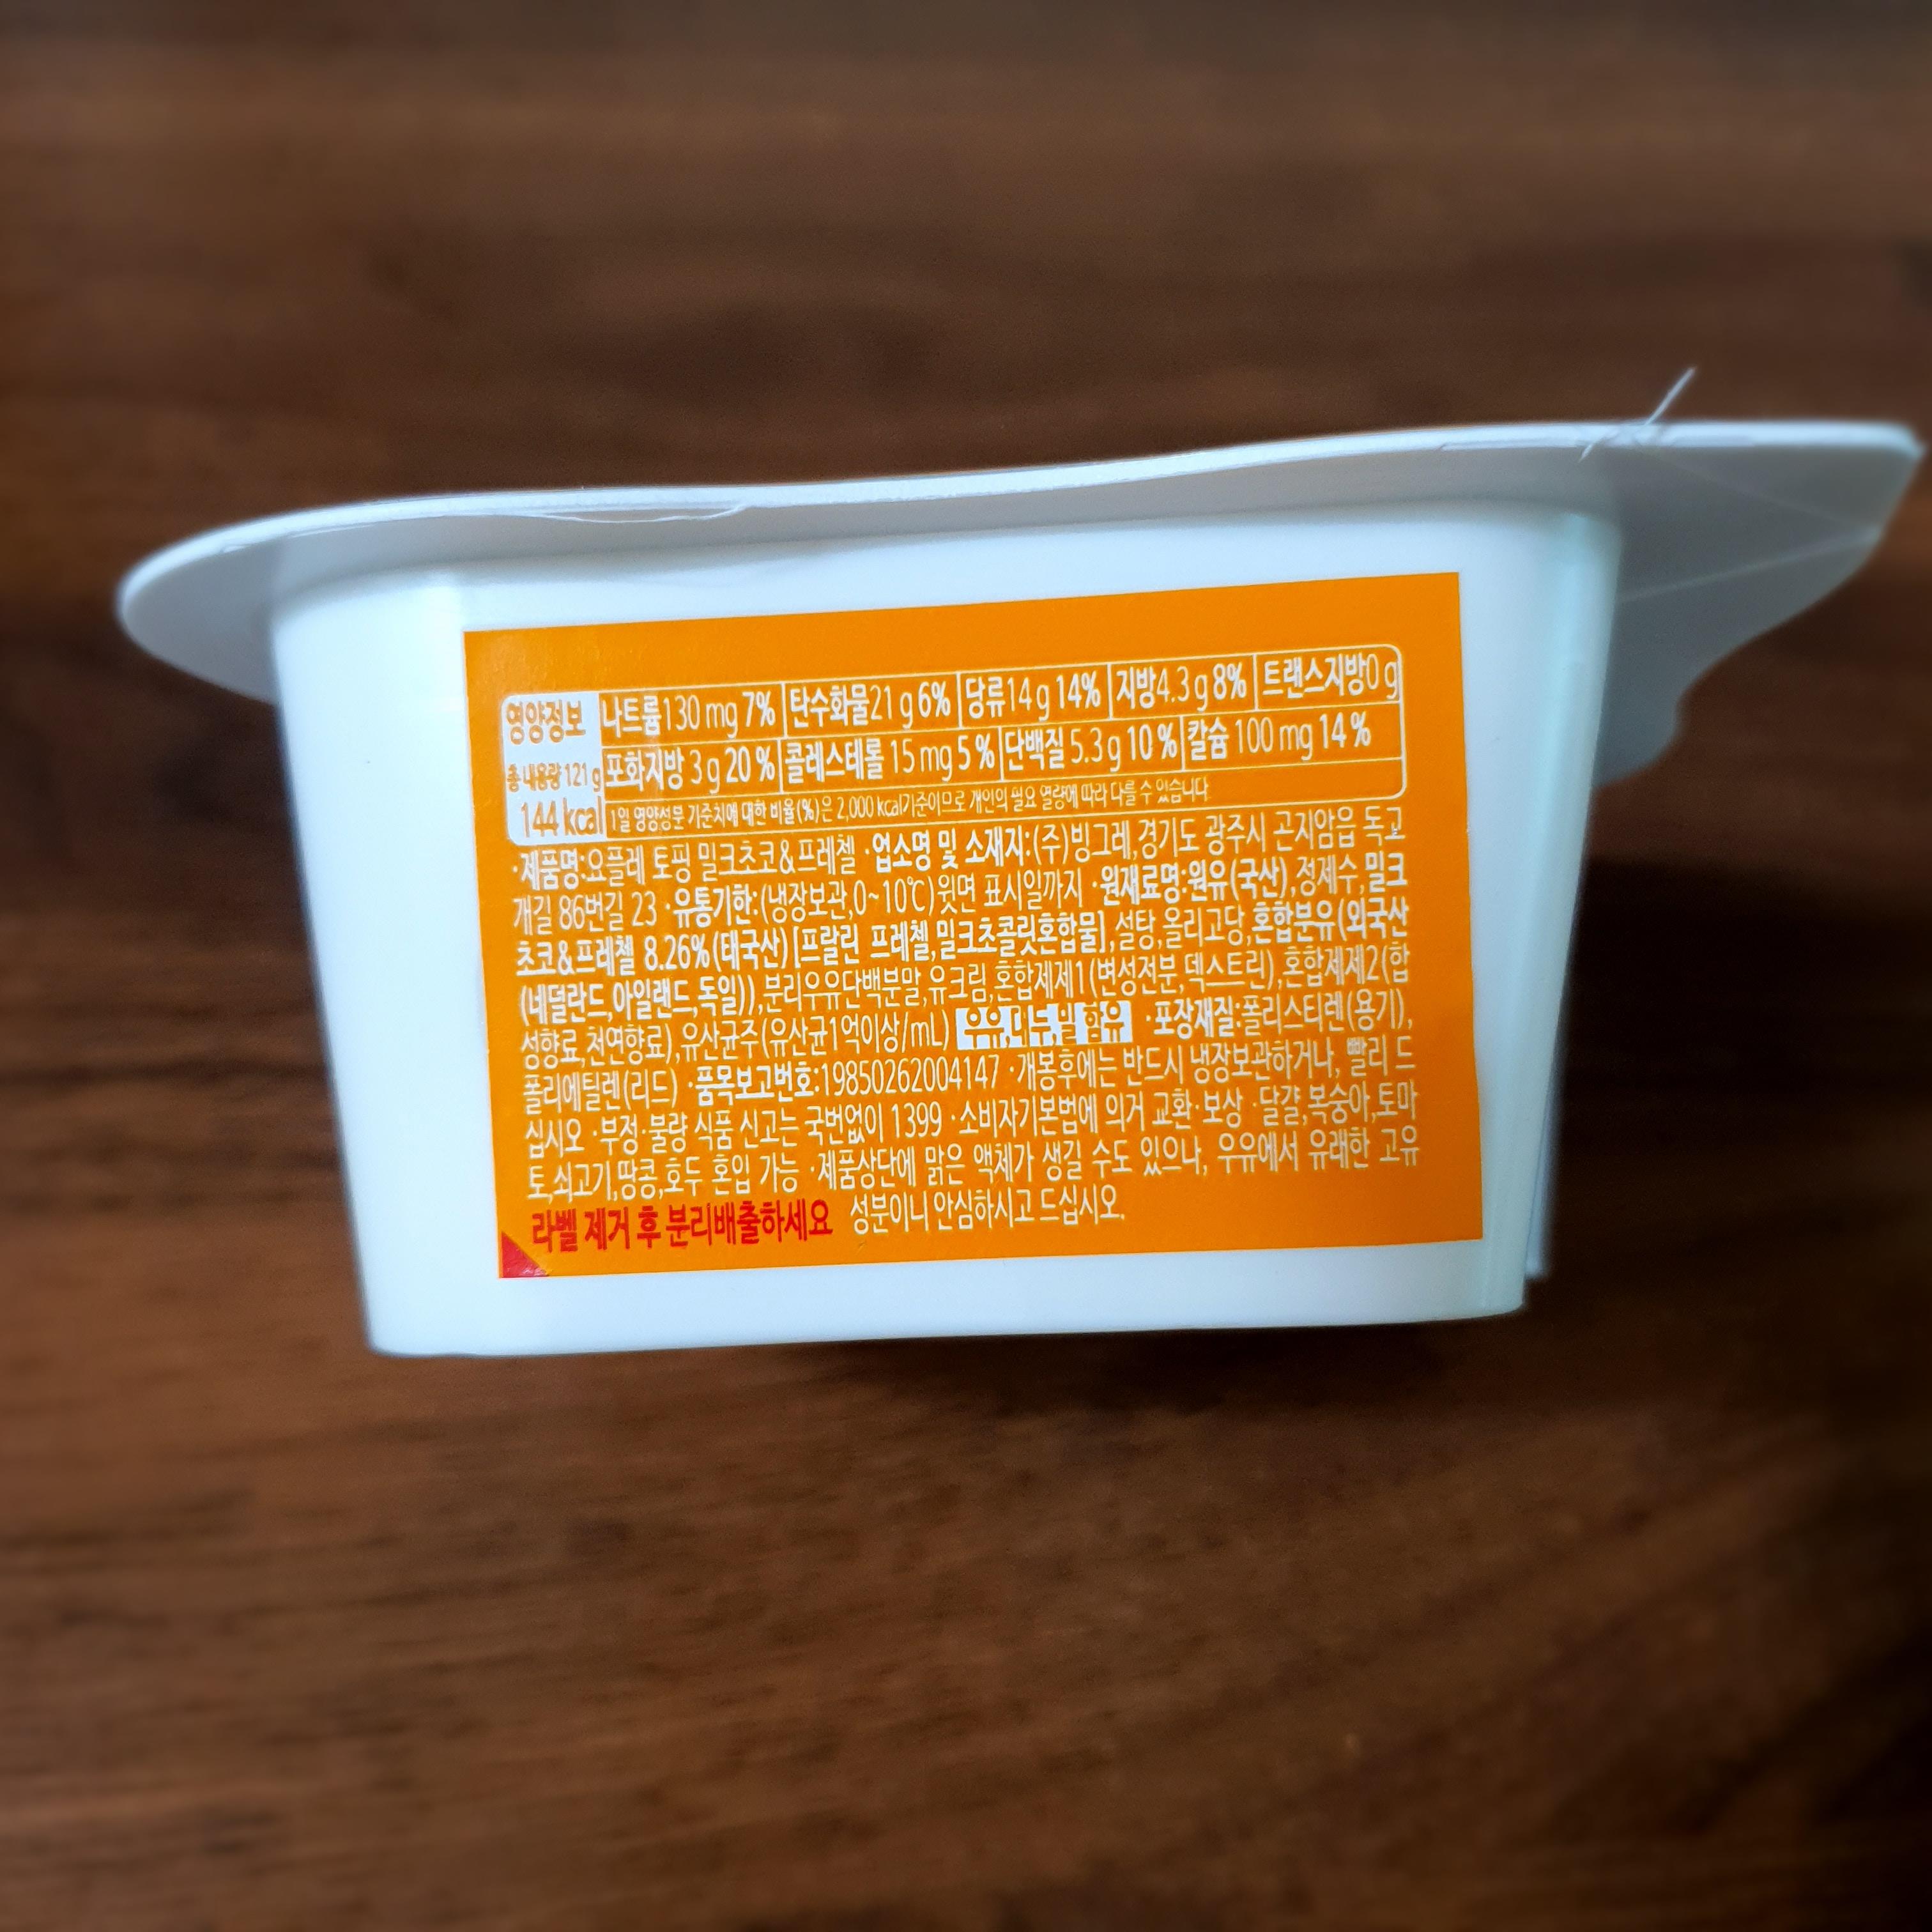 영양정보 나트륨130 mg 7% 탄수화물21 g 6% 당류14 g 14% 지방4.3 g 8% 트랜스지방0 g
총 내용량 121 g 포화지방 3 g 20 % 콜레스테롤 15 mg 5 % 단백질 5.3 g 10 % 칼슘 100 mg 14 %
144 kcal 1일 영양성분 기준치에 대한 비율(%)은 2,000 kcal기준이므로 개인의 필요 열량에 따라 다를 수 있습니다
·제품명:요플레 토핑 밀크초코&프레첼 ·업소명 및 소재지:(주)빙그레,경기도 광주시 곤지암읍 독고
개길 86번길 23 ·유통기한:(냉장보관,0~10℃)윗면 표시일까지 ·원재료명:원유(국산),정제수,밀크
초코&프레첼 8.26%(태국산)[프랄린 프레첼,밀크초콜릿혼합물],설탕,올리고당,혼합분유(외국산
(네덜란드,아일랜드,독일)),분리우유단백분말,유크림,혼합제제1(변성전분,덱스트린),혼합제제2(합
성향료,천연향료),유산균주(유산균1억이상/mL) 우유,대두,밀 함유 ·포장재질:폴리스티렌(용기),
폴리에틸렌(리드) ·품목보고번호:19850262004147 ·개봉후에는 반드시 냉장보관하거나, 빨리 드
십시오 ·부정·불량 식품 신고는 국번없이 1399 ·소비자기본법에 의거 교환·보상 ·달걀,복숭아,토마
토,쇠고기,땅콩,호두 혼입 가능 ·제품상단에 맑은 액체가 생길 수도 있으나, 우유에서 유래한 고유
라벨 제거 후 분리배출하세요 성분이니 안심하시고 드십시오.